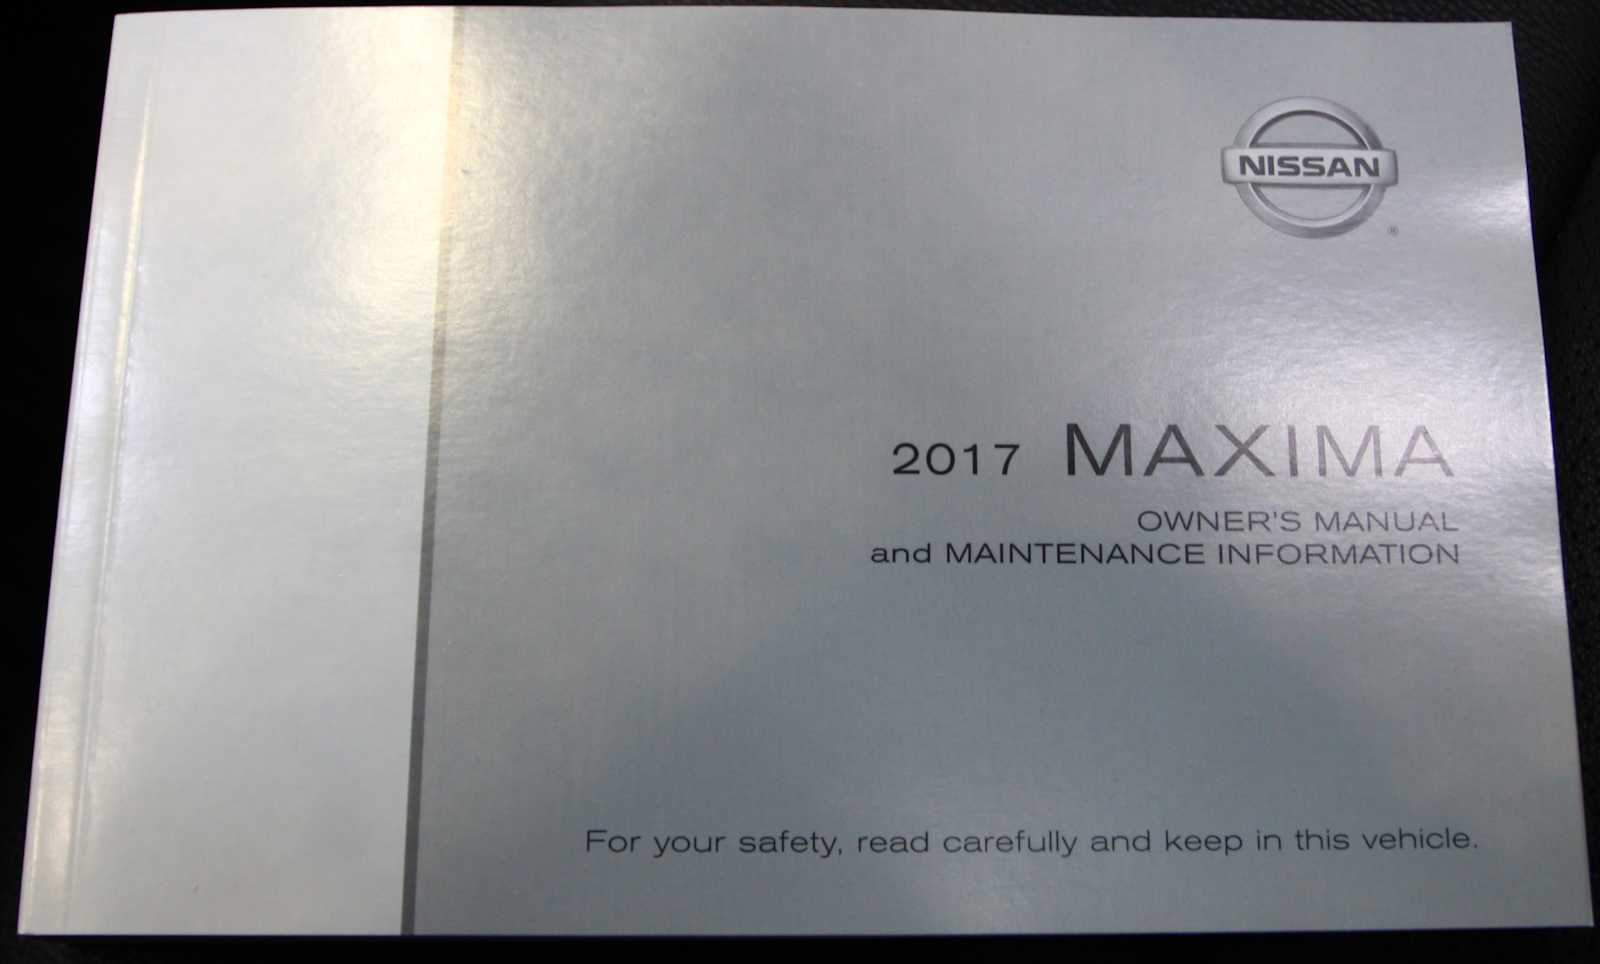 NISSAN
®
2017 MAXIMA
OWNER'S MANUAL
and MAINTENANCE INFORMATION
For your safety, read carefully and keep in this vehicle.